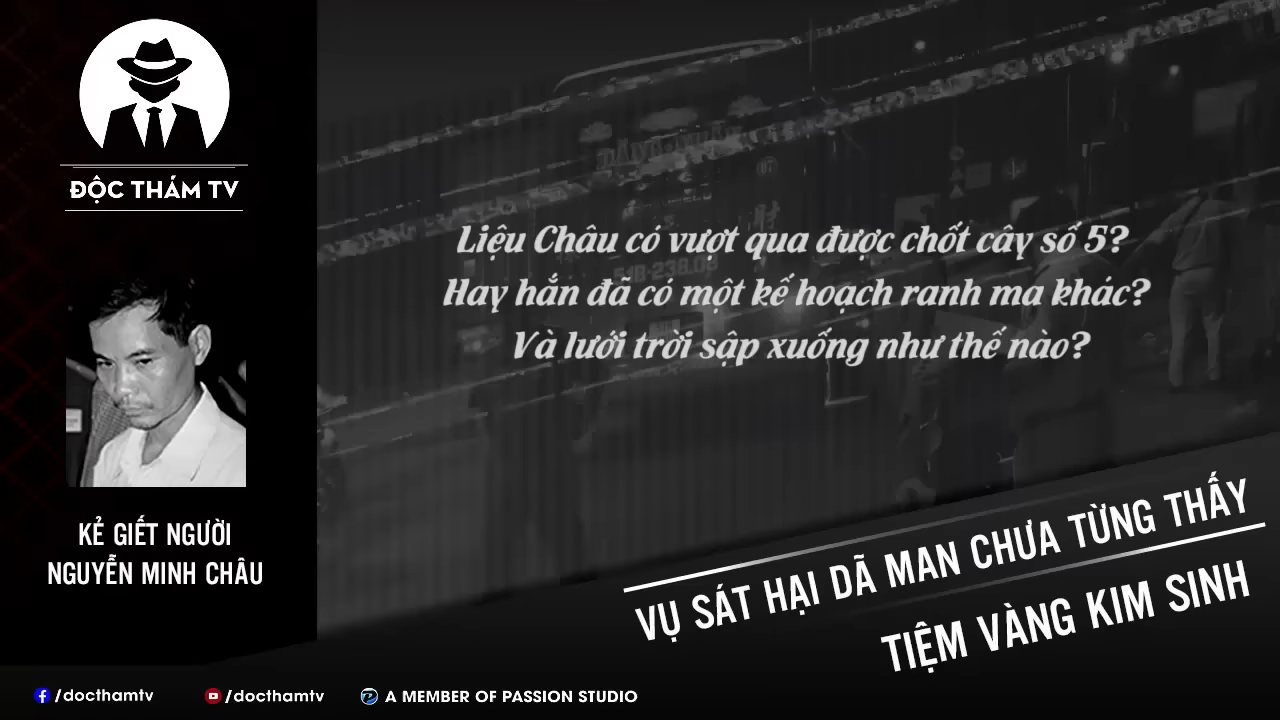 ĐỘC THÁM TV
Liệu Châu có vượt qua được chốt cây số 5?
Hay hắn đã có một kế hoạch ranh ma khác?
Và lưới trời sập xuống như thế nào?
KẺ GIẾT NGƯỜI
NGUYỄN MINH CHÂU
VỤ SÁT HẠI DÃ MAN CHƯA TỪNG THẤY
TIỆM VÀNG KIM SINH
/docthamtv
/docthamtv
A MEMBER OF PASSION STUDIO